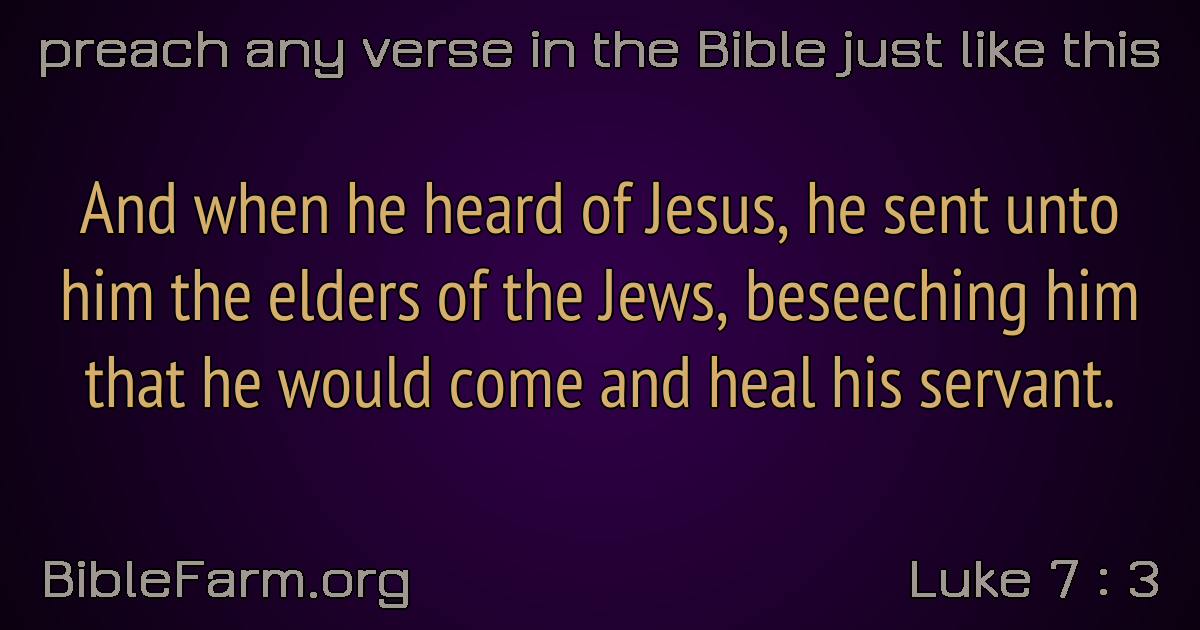 preach any verse in the Bible just like this
And when he heard of Jesus, he sent unto
him the elders of the Jews, beseeching him
that he would come and heal his servant.
BibleFarm.org
Luke 7 : 3